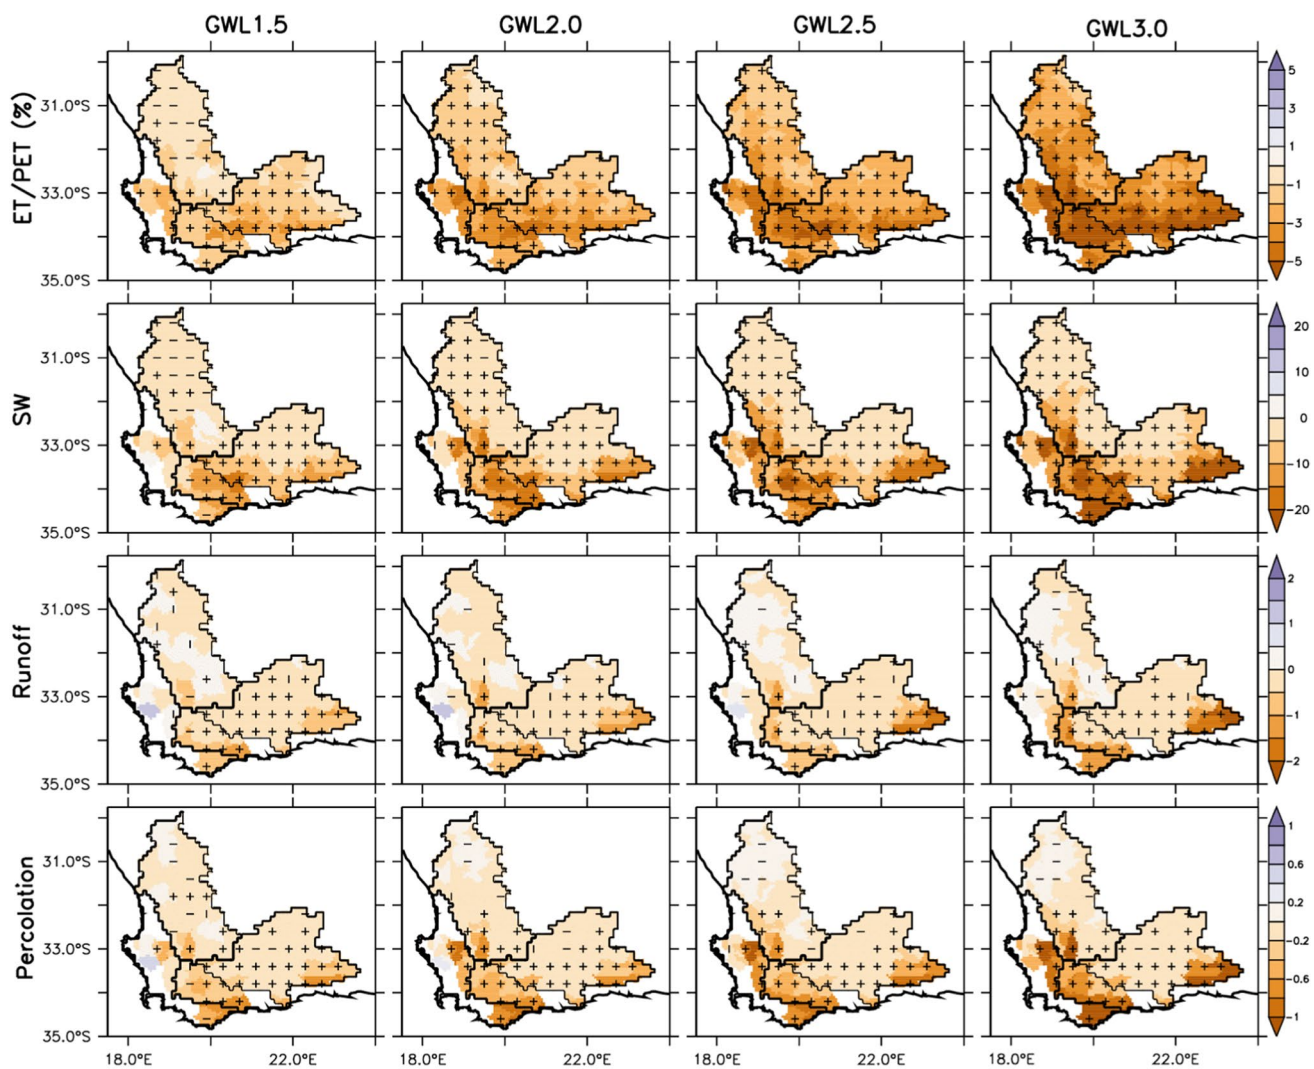 GWL1.5 GWL2.0 GWL2.5 GWL3.0
ET/PET (%)
31.0°S
33.0°S
35.0°S
5
3
1
−1
−3
−5
SW
31.0°S
33.0°S
35.0°S
20
10
0
−10
−20
Runoff
31.0°S
33.0°S
35.0°S
2
1
0
−1
−2
Percolation
31.0°S
33.0°S
35.0°S
1
0.6
0.2
−0.2
−0.6
−1
18.0°E 22.0°E 18.0°E 22.0°E 18.0°E 22.0°E 18.0°E 22.0°E